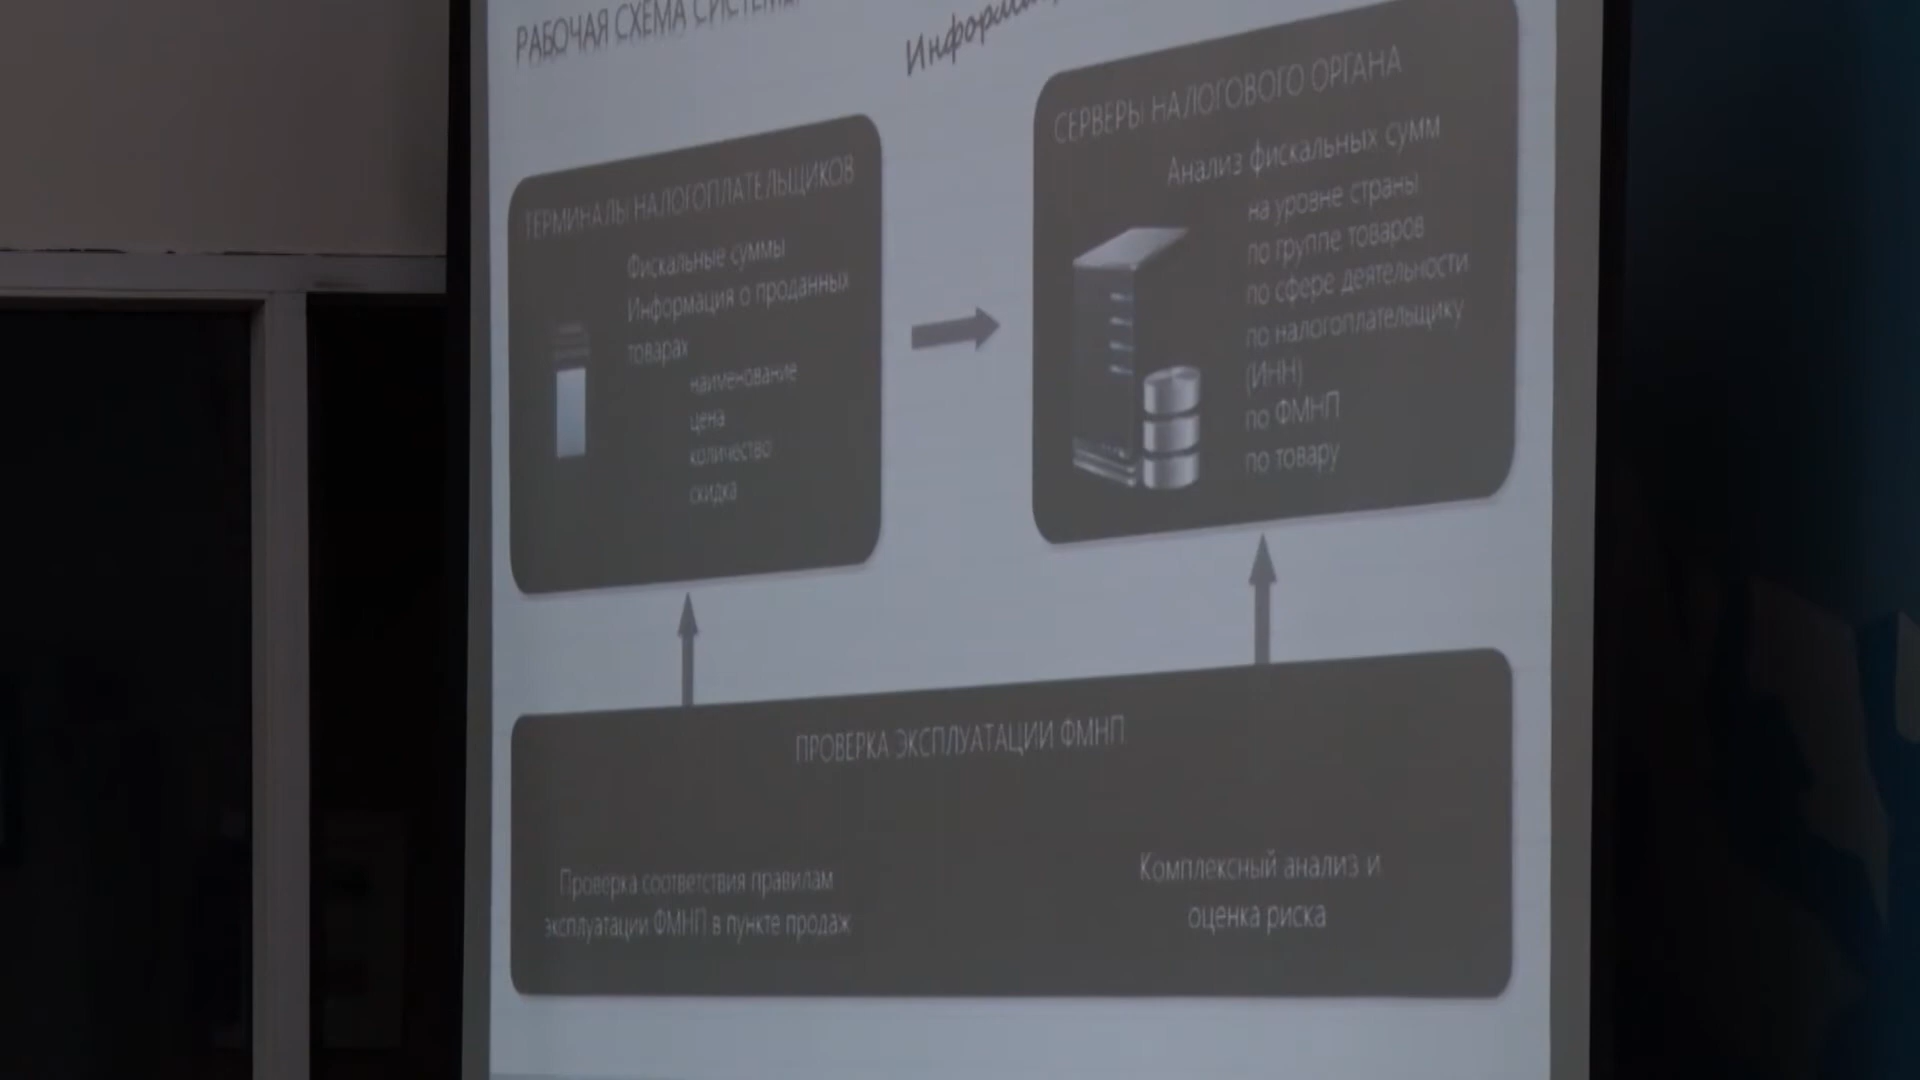 РАБОЧАЯ СХЕМА СИСТЕМЫ
ТЕРМИНАЛЫ НАЛОГОПЛАТЕЛЬЩИКОВ
Фискальные суммы
Информация о проданных
товарах
наименование
цена
количество
скидка
СЕРВЕРЫ НАЛОГОВОГО ОРГАНА
Анализ фискальных сумм
на уровне страны
по группе товаров
по сфере деятельности
по налогоплательщику
(ИНН)
по ФМНП
по товару
ПРОВЕРКА ЭКСПЛУАТАЦИИ ФМНП
Проверка соответствия правилам
эксплуатации ФМНП в пункте продаж
Комплексный анализ и
оценка риска